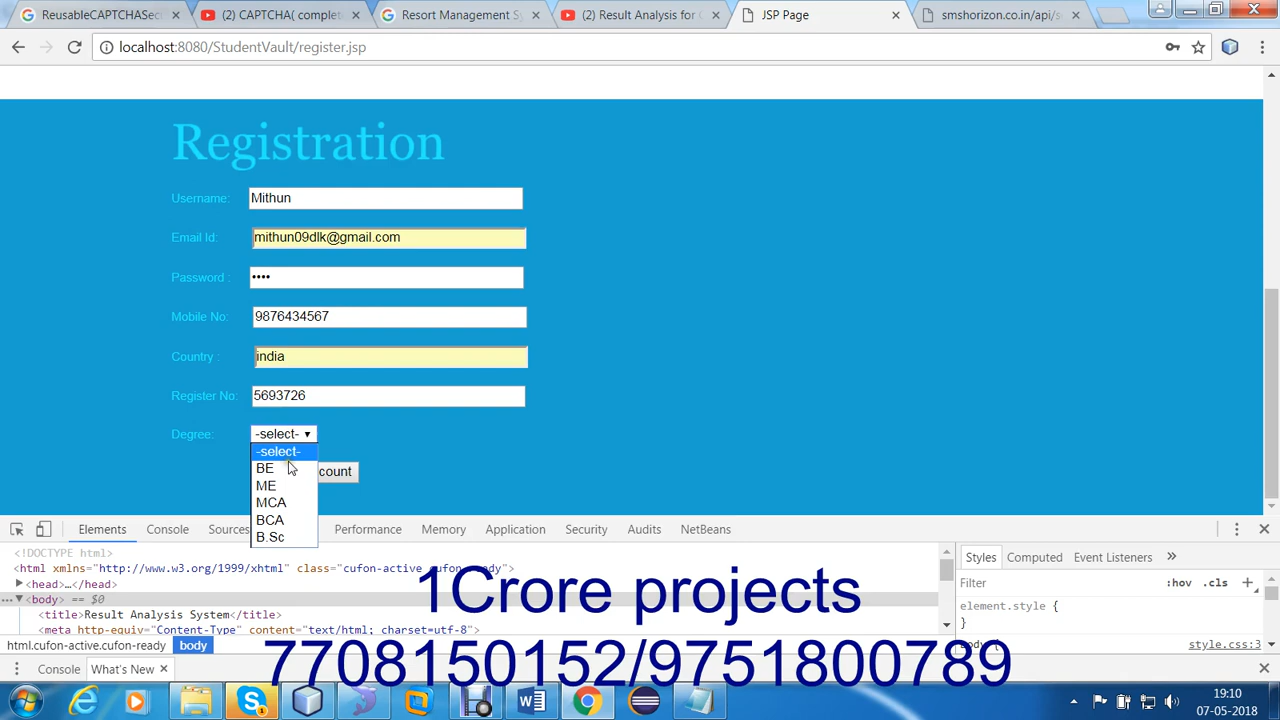 ReusableCAPTCHASec
(2) CAPTCHA( complet
Resort Management Sy
(2) Result Analysis for C
JSP Page
smshorizon.co.in/api/s
localhost:8080/StudentVault/register.jsp
Registration
Username: Mithun
Email Id: mithun09dlk@gmail.com
Password : ••••
Mobile No: 9876434567
Country : india
Register No: 5693726
Degree: -select-
-select-
BE
count
ME
MCA
BCA
B.Sc
Elements Console Sources Performance Memory Application Security Audits NetBeans
<!DOCTYPE html>
<html xmlns="http://www.w3.org/1999/xhtml" class="cufon-active cufon-ready">
<head>…</head>
<body> == $0
<title>Result Analysis System</title>
<meta http-equiv="Content-Type" content="text/html; charset=utf-8">
html.cufon-active.cufon-ready body
Styles Computed Event Listeners »
Filter :hov .cls +
element.style {
}
body {
style.css:3
Console What's New
1Crore projects
7708150152/9751800789
19:10
07-05-2018